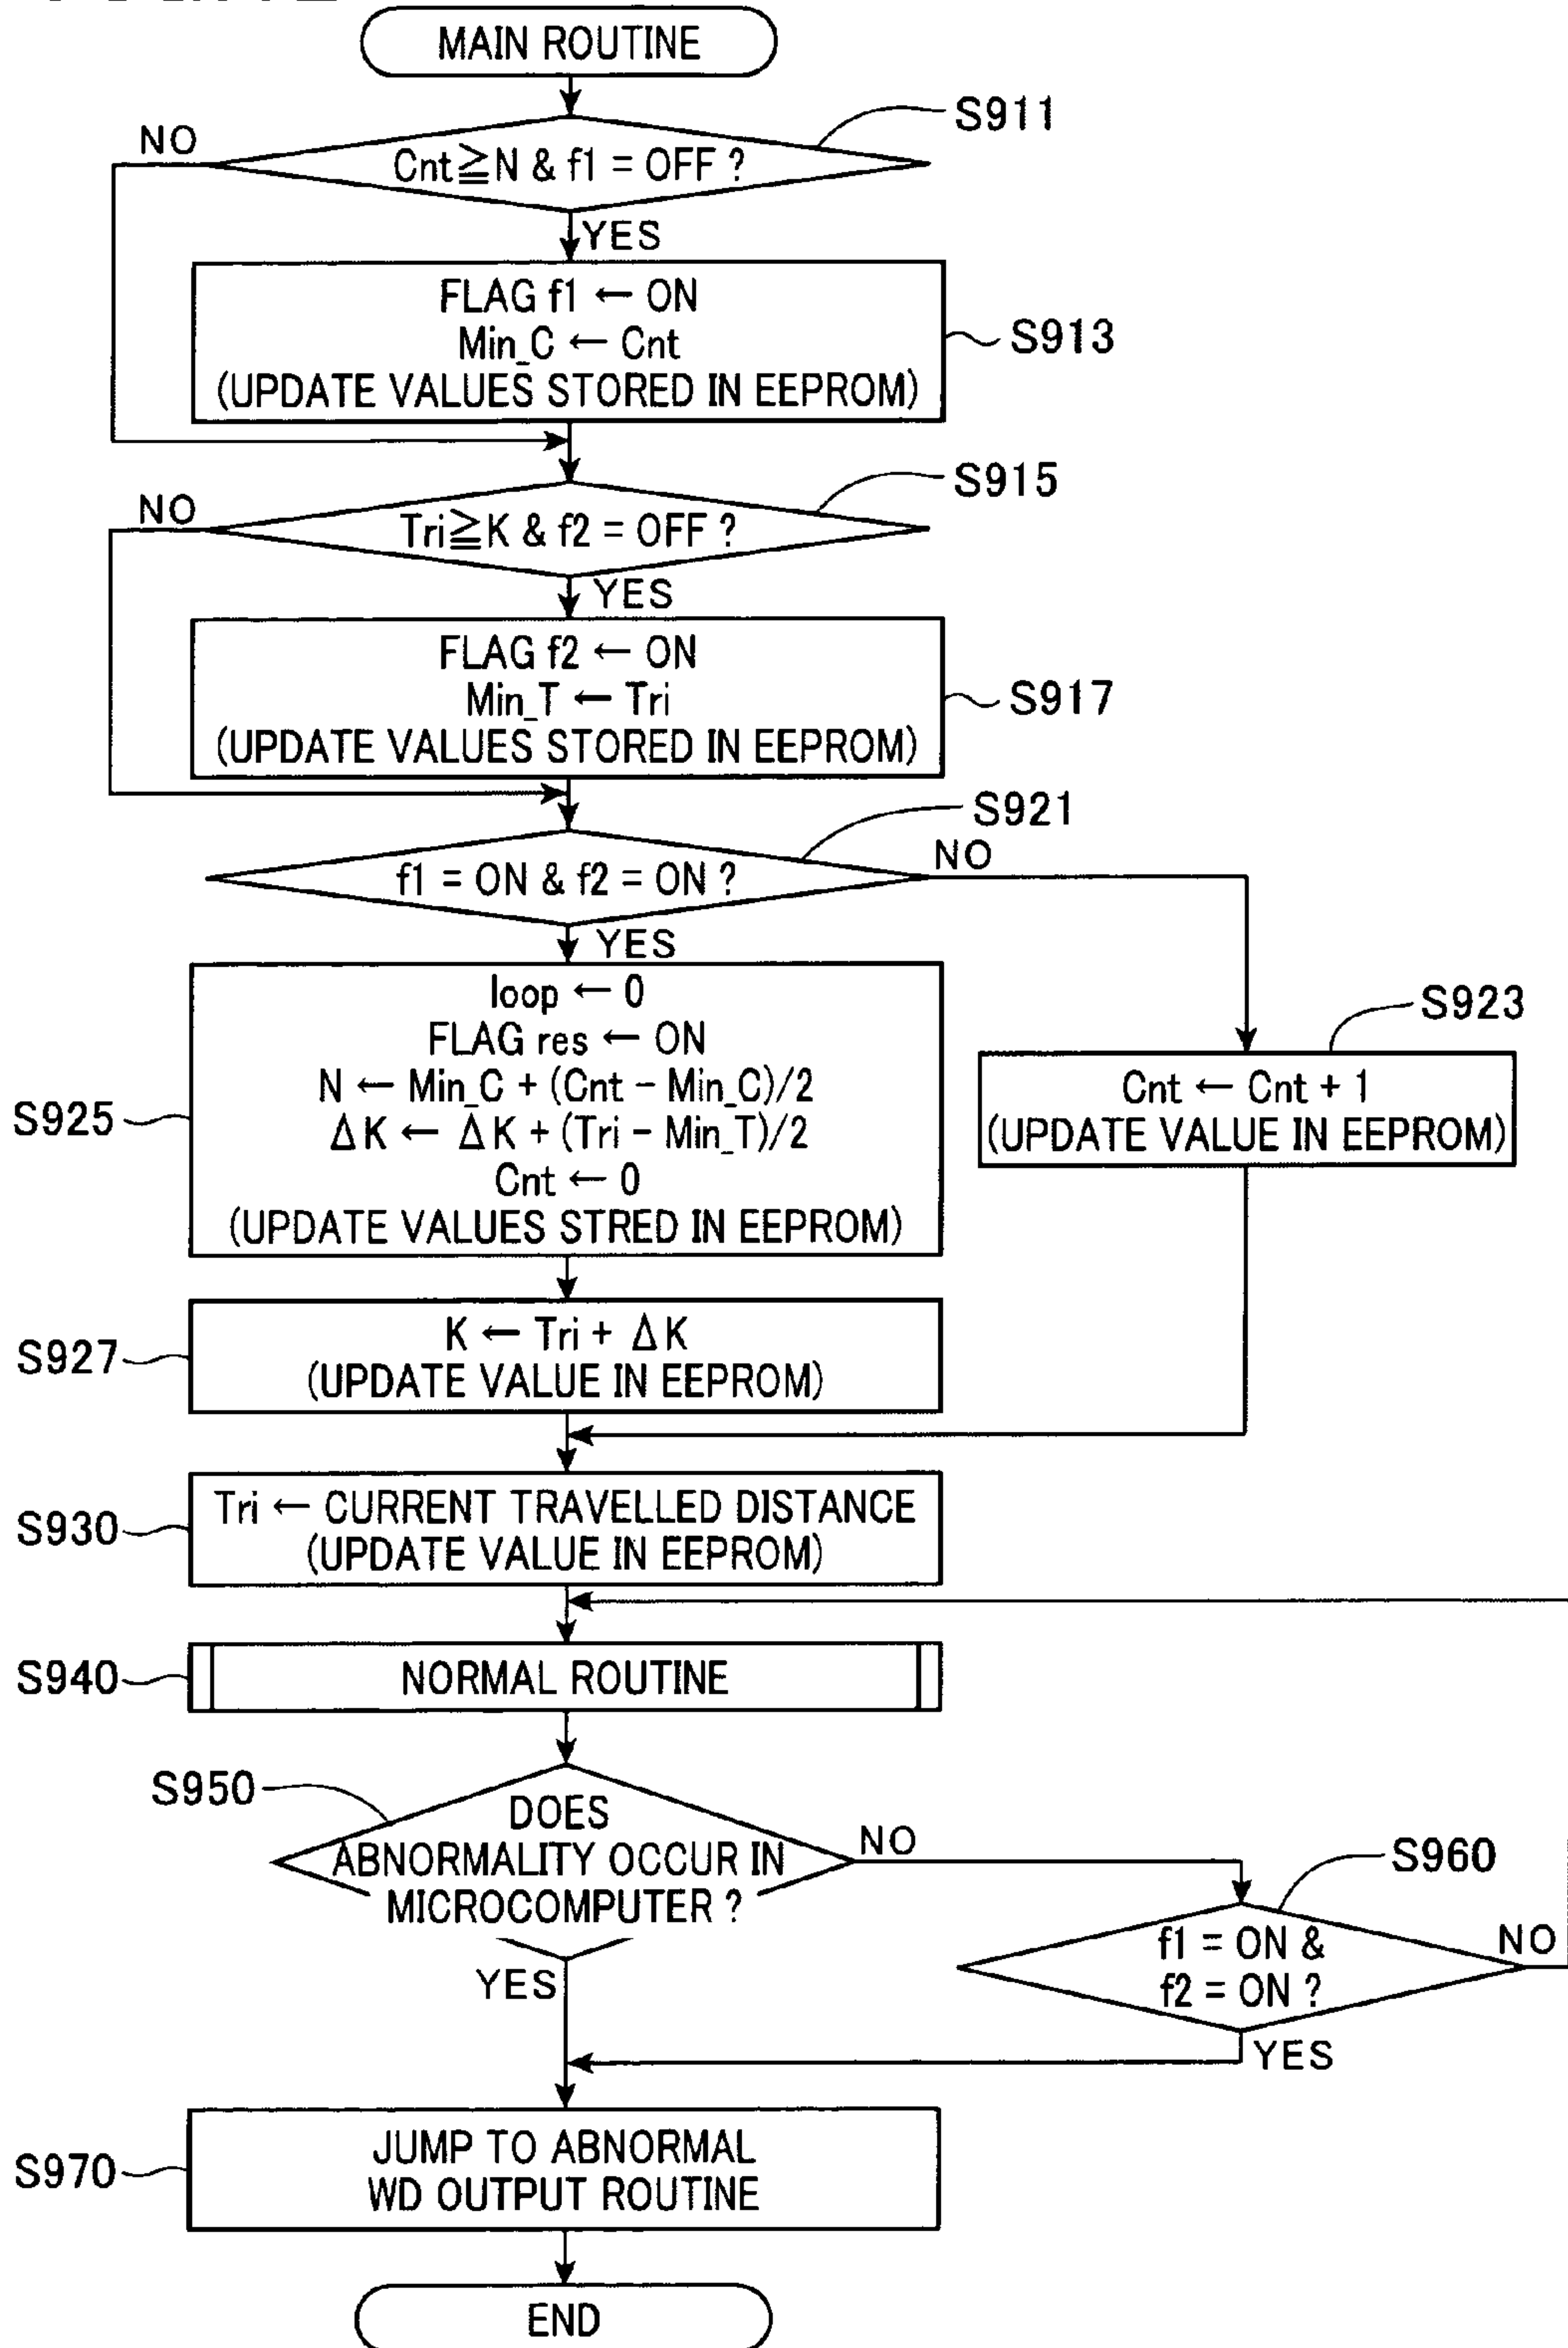 MAIN ROUTINE
S911
NO
Cnt≧N & f1 = OFF ?
YES
FLAG f1 ← ON
Min_C ← Cnt
(UPDATE VALUES STORED IN EEPROM)
S913
S915
NO
Tri≧K & f2 = OFF ?
YES
FLAG f2 ← ON
Min_T ← Tri
(UPDATE VALUES STORED IN EEPROM)
S917
S921
NO
f1 = ON & f2 = ON ?
YES
loop ← 0
FLAG res ← ON
N ← Min_C + (Cnt - Min_C)/2
ΔK ← ΔK + (Tri - Min_T)/2
Cnt ← 0
(UPDATE VALUES STRED IN EEPROM)
S925
S923
Cnt ← Cnt + 1
(UPDATE VALUE IN EEPROM)
S927
K ← Tri + ΔK
(UPDATE VALUE IN EEPROM)
S930
Tri ← CURRENT TRAVELLED DISTANCE
(UPDATE VALUE IN EEPROM)
S940
NORMAL ROUTINE
S950
DOES
ABNORMALITY OCCUR IN
MICROCOMPUTER ?
NO
YES
S960
f1 = ON &
f2 = ON ?
NO
YES
S970
JUMP TO ABNORMAL
WD OUTPUT ROUTINE
END